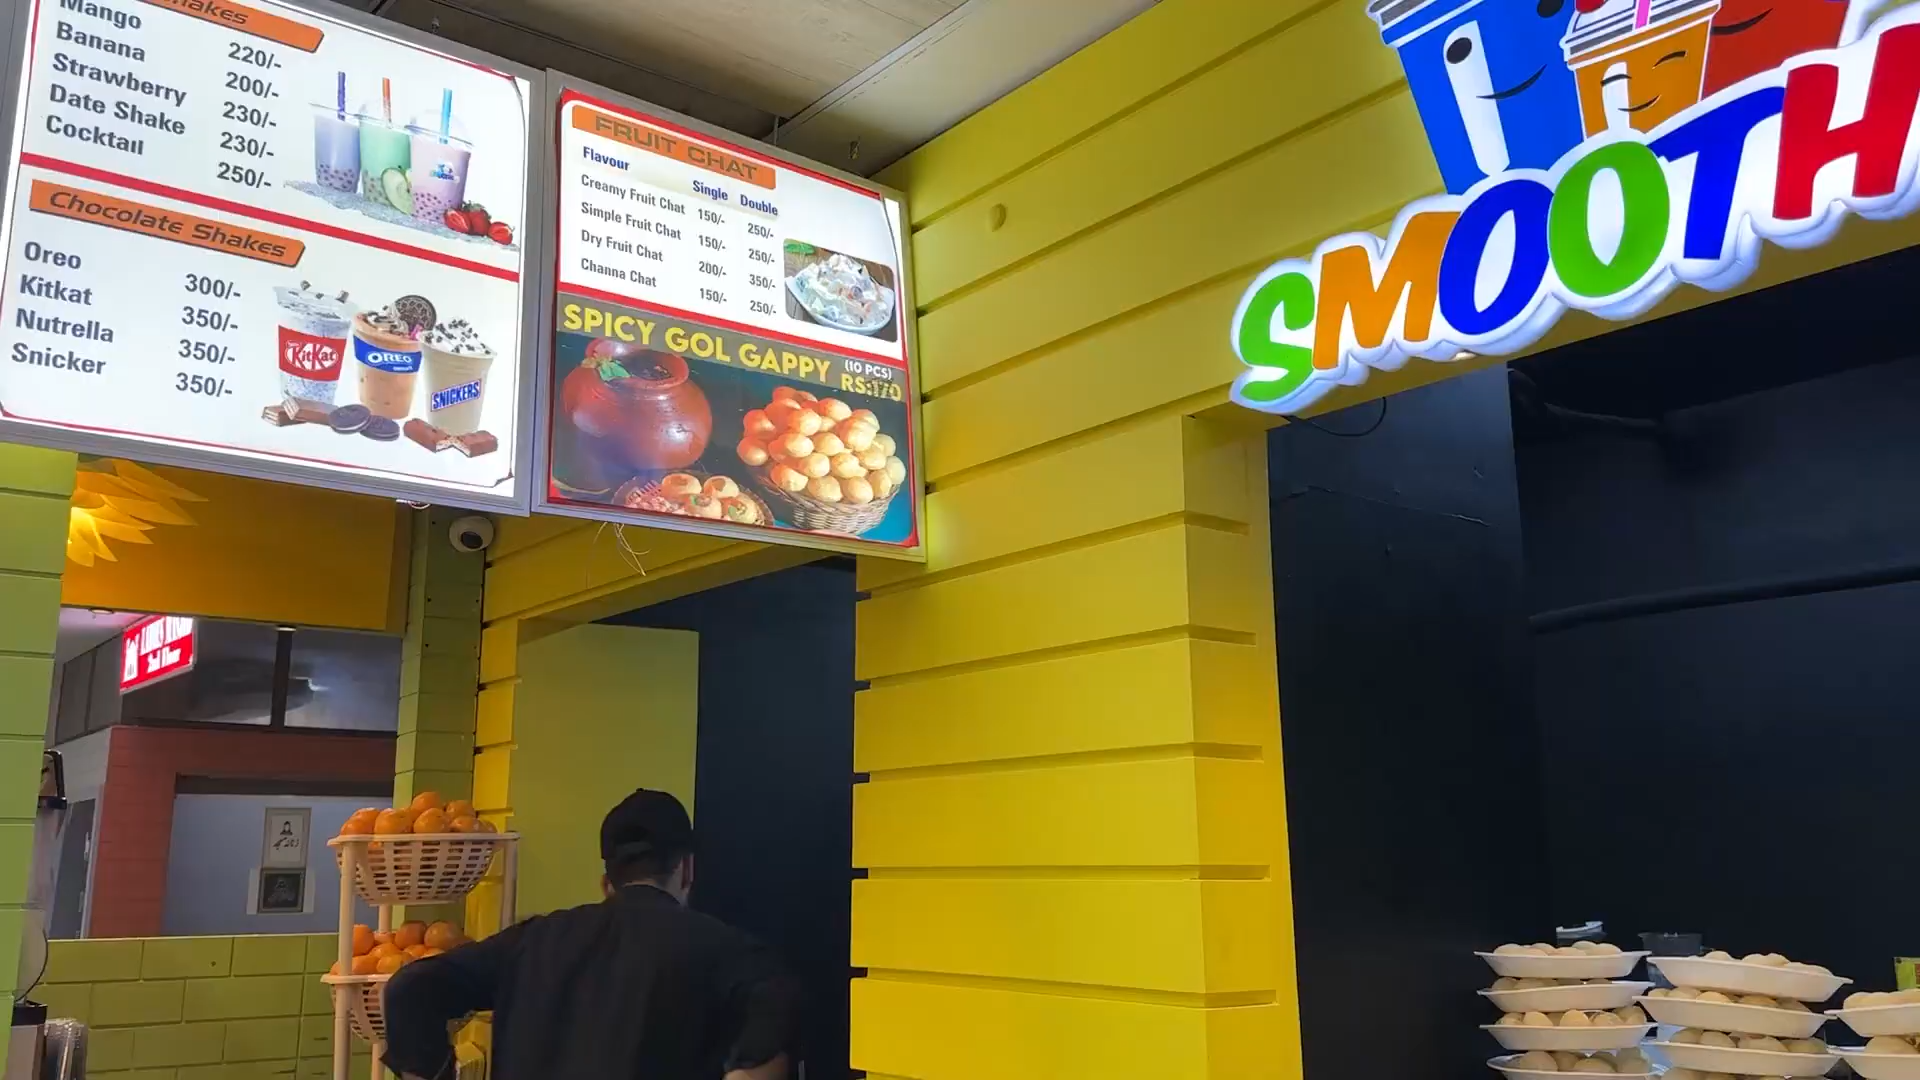 Shakes
Mango 220/-
Banana 200/-
Strawberry 230/-
Date Shake 230/-
Cocktail 250/-
Chocolate Shakes
Oreo 300/-
Kitkat 350/-
Nutrella 350/-
Snicker 350/-
KitKat
OREO
SNICKERS
FRUIT CHAT
Flavour Single Double
Creamy Fruit Chat 150/- 250/-
Simple Fruit Chat 150/- 250/-
Dry Fruit Chat 200/- 350/-
Channa Chat 150/- 250/-
SPICY GOL GAPPY (10 PCS)
RS:170
SMOOTH